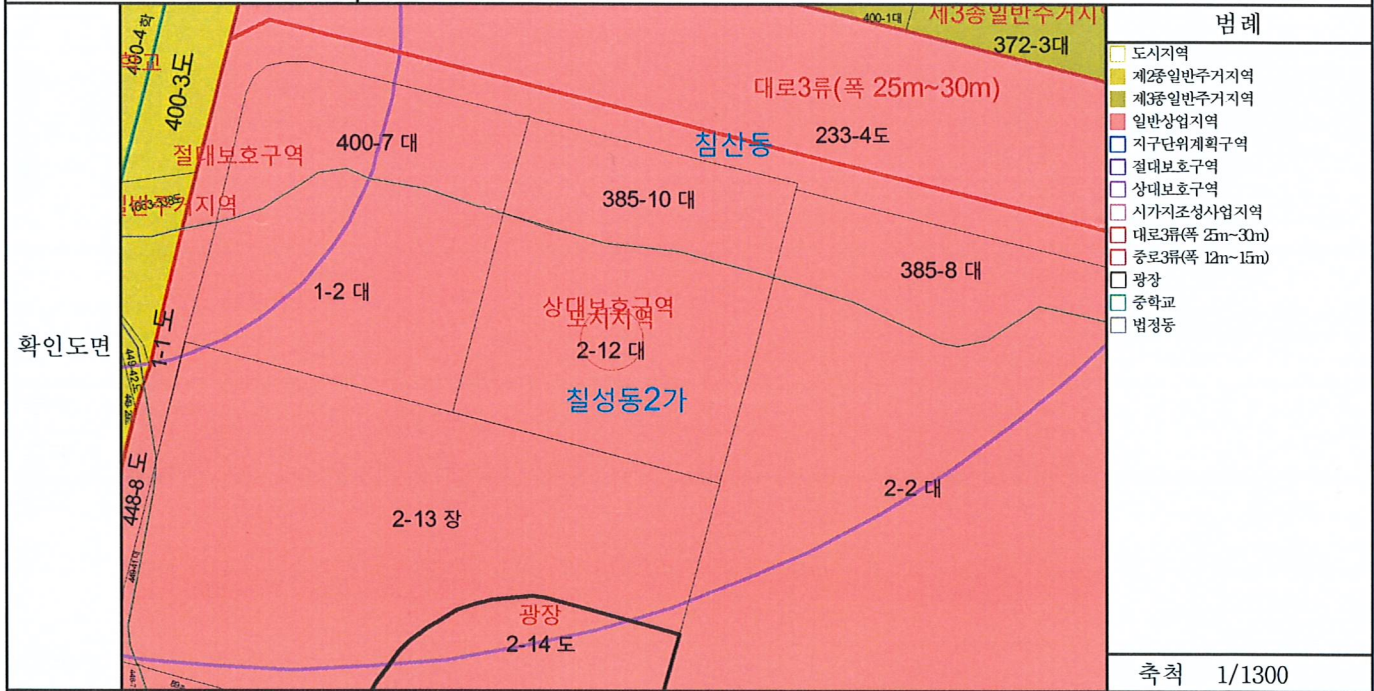 확인도면
400-4 학
학교
400-3도
400-1대
제3종일반주거지역
372-3대
대로3류(폭 25m~30m)
침산동
233-4도
400-7 대
절대보호구역
385-10 대
일반주거지역
385-8 대
1-2 대
상대보호구역
도시지역
2-12 대
칠성동2가
1-1 도
448-8 도
2-13 장
2-2 대
광장
2-14 도
범례
도시지역
제2종일반주거지역
제3종일반주거지역
일반상업지역
지구단위계획구역
절대보호구역
상대보호구역
시가지조성사업지역
대로3류(폭 25m~30m)
중로3류(폭 12m~15m)
광장
중학교
법정동
축척 1/1300